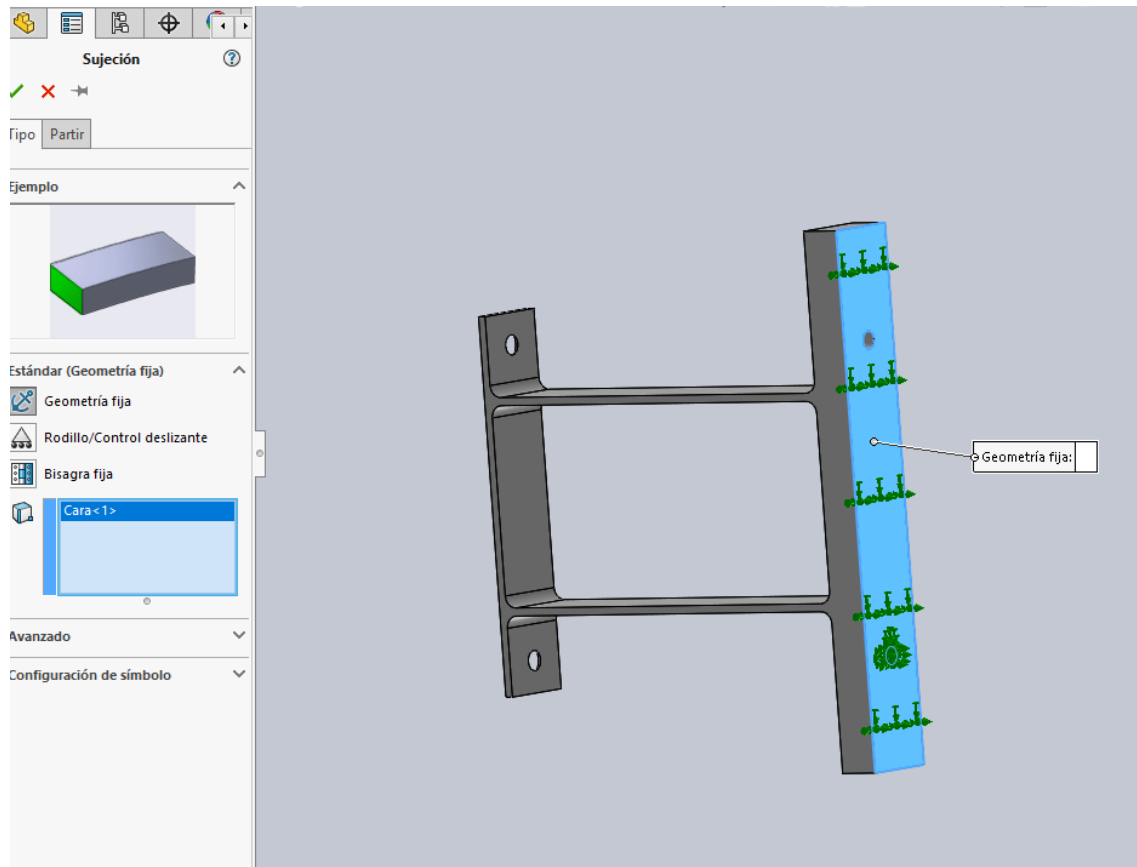 Sujeción
Tipo Partir
Ejemplo
Estándar (Geometría fija)
Geometría fija
Rodillo/Control deslizante
Bisagra fija
Cara<1>
Avanzado
Configuración de símbolo
Geometría fija: